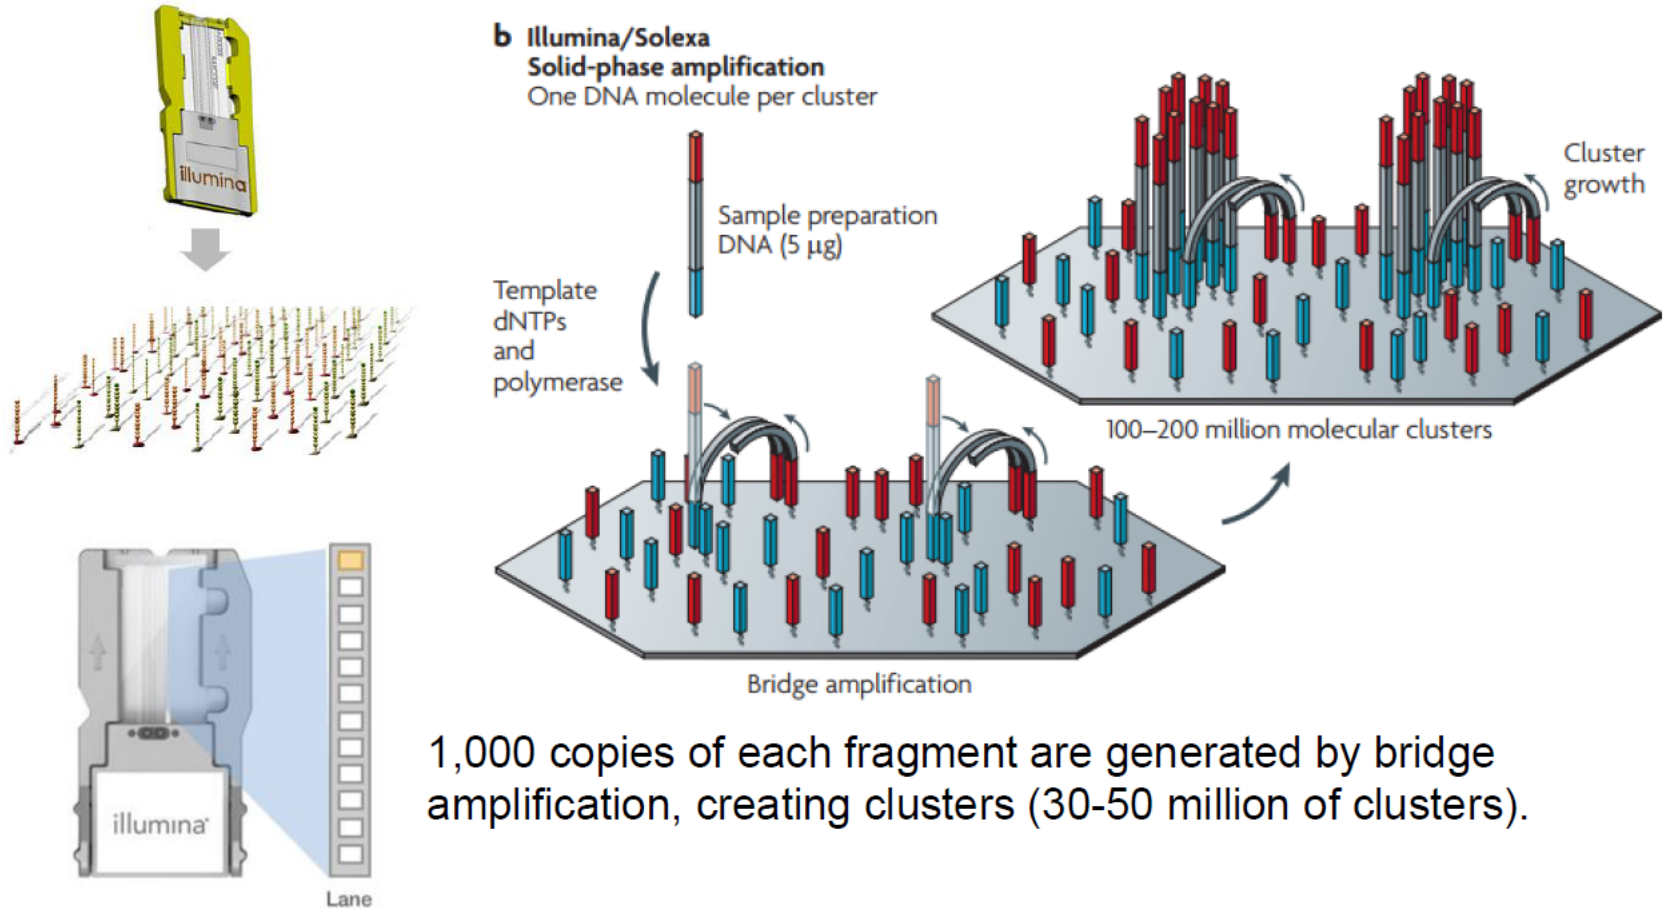 illumina
b Illumina/Solexa
Solid-phase amplification
One DNA molecule per cluster
Sample preparation
DNA (5 µg)
Template
dNTPs
and
polymerase
Cluster
growth
100–200 million molecular clusters
Bridge amplification
illumina®
Lane
1,000 copies of each fragment are generated by bridge
amplification, creating clusters (30-50 million of clusters).